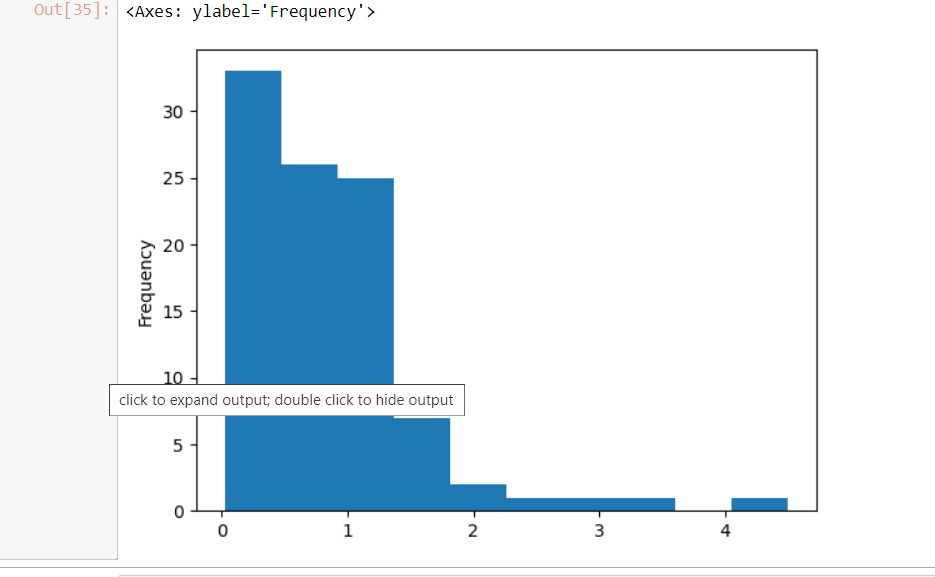 Out[35]: <Axes: ylabel='Frequency'>
30
25
20
15
10
5
0
Frequency
click to expand output; double click to hide output
0 1 2 3 4